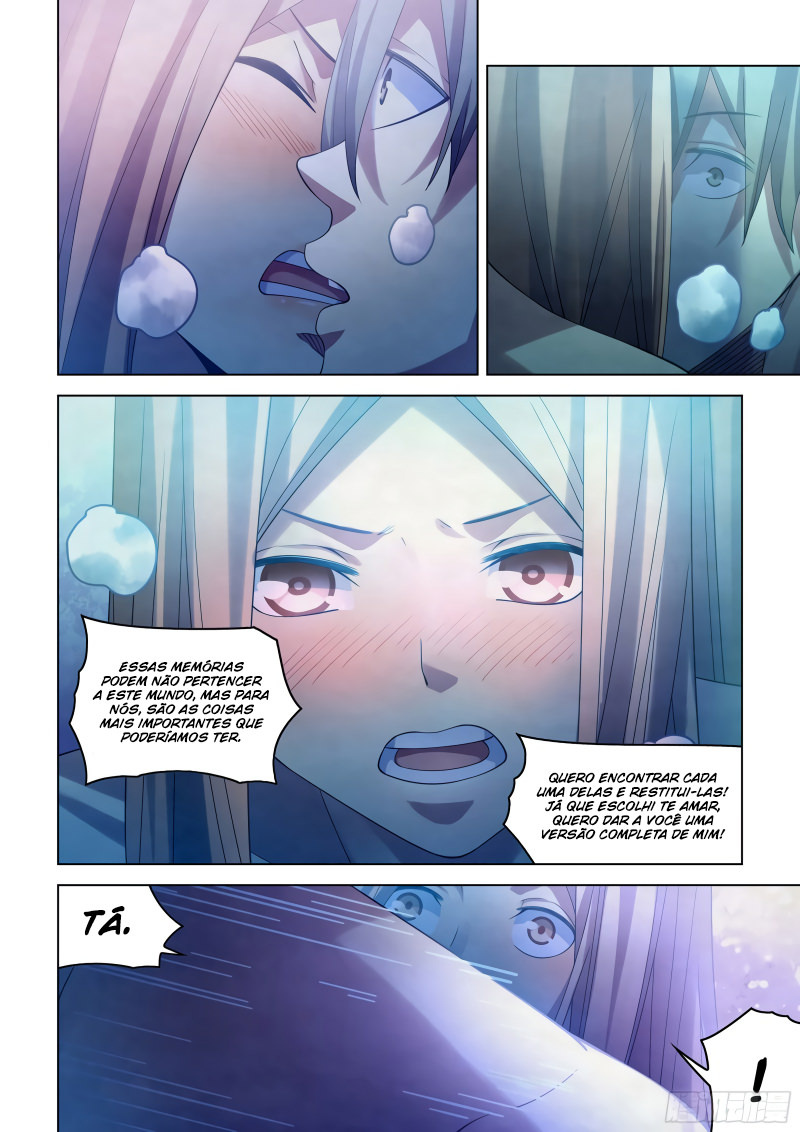 ESSAS MEMÓRIAS
PODEM NÃO PERTENCER
A ESTE MUNDO, MAS PARA
NÓS, SÃO AS COISAS
MAIS IMPORTANTES QUE
PODERÍAMOS TER.
QUERO ENCONTRAR CADA
UMA DELAS E RESTITUI-LAS!
JÁ QUE ESCOLHI TE AMAR,
QUERO DAR A VOCÊ UMA
VERSÃO COMPLETA DE MIM!
TÁ.
!